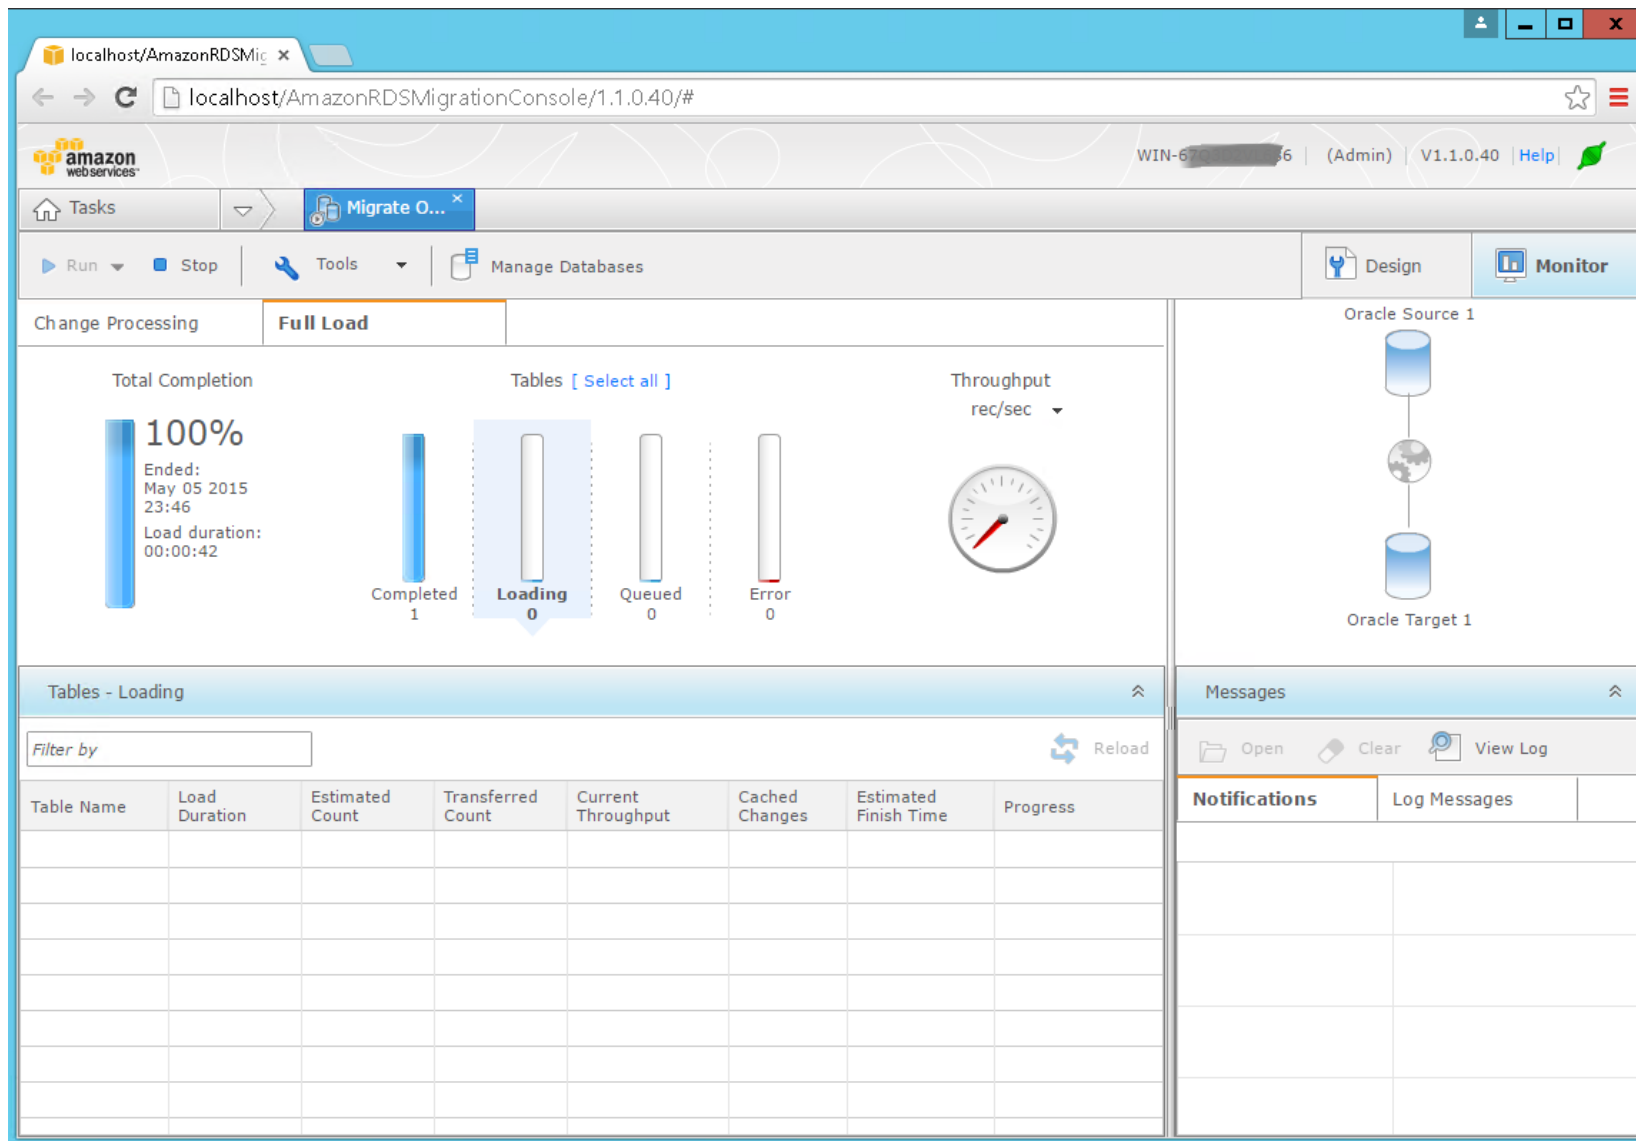 localhost/AmazonRDSMig
localhost/AmazonRDSMigrationConsole/1.1.0.40/#
amazon
webservices™
(Admin) V1.1.0.40 Help
Tasks
Migrate O...
Run
Stop
Tools
Manage Databases
Design
Monitor
Change Processing
Full Load
Total Completion
100%
Ended:
May 05 2015
23:46
Load duration:
00:00:42
Tables [ Select all ]
Completed
1
Loading
0
Queued
0
Error
0
Throughput
rec/sec
Oracle Source 1
Oracle Target 1
Tables - Loading
Filter by
Reload
Table Name
Load
Duration
Estimated
Count
Transferred
Count
Current
Throughput
Cached
Changes
Estimated
Finish Time
Progress
Messages
Open
Clear
View Log
Notifications
Log Messages